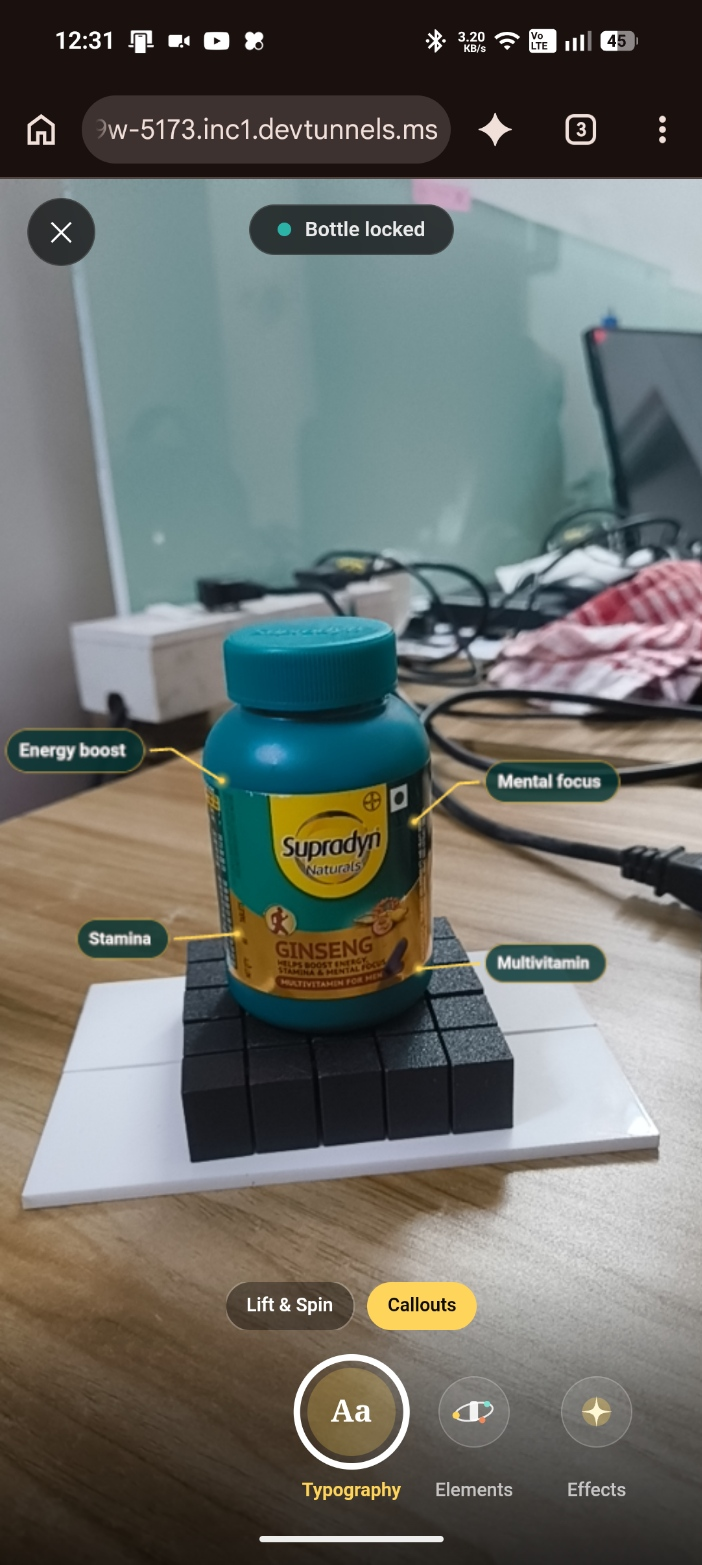 12:31
3.20
KB/s
Vo
LTE
45
w-5173.inc1.devtunnels.ms
3
Bottle locked
Energy boost
Mental focus
Supradyn
Naturals
Stamina
GINSENG
HELPS BOOST ENERGY,
STAMINA & MENTAL FOCUS
MULTIVITAMIN FOR MEN
Multivitamin
Lift & Spin
Callouts
Aa
Typography
Elements
Effects